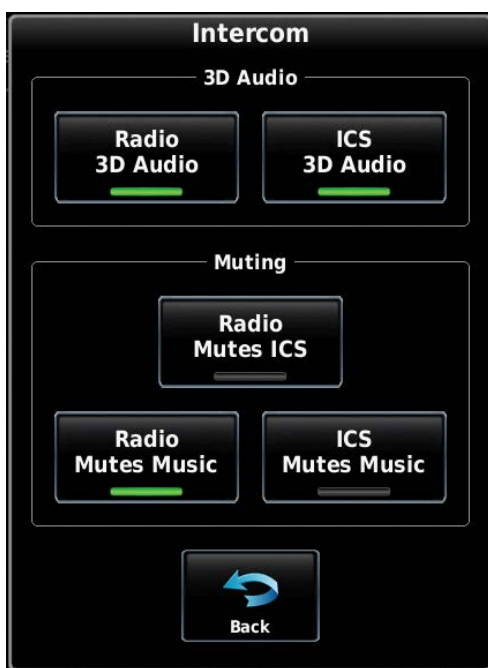 Intercom
3D Audio
Radio
3D Audio
ICS
3D Audio
Muting
Radio
Mutes ICS
Radio
Mutes Music
ICS
Mutes Music
Back